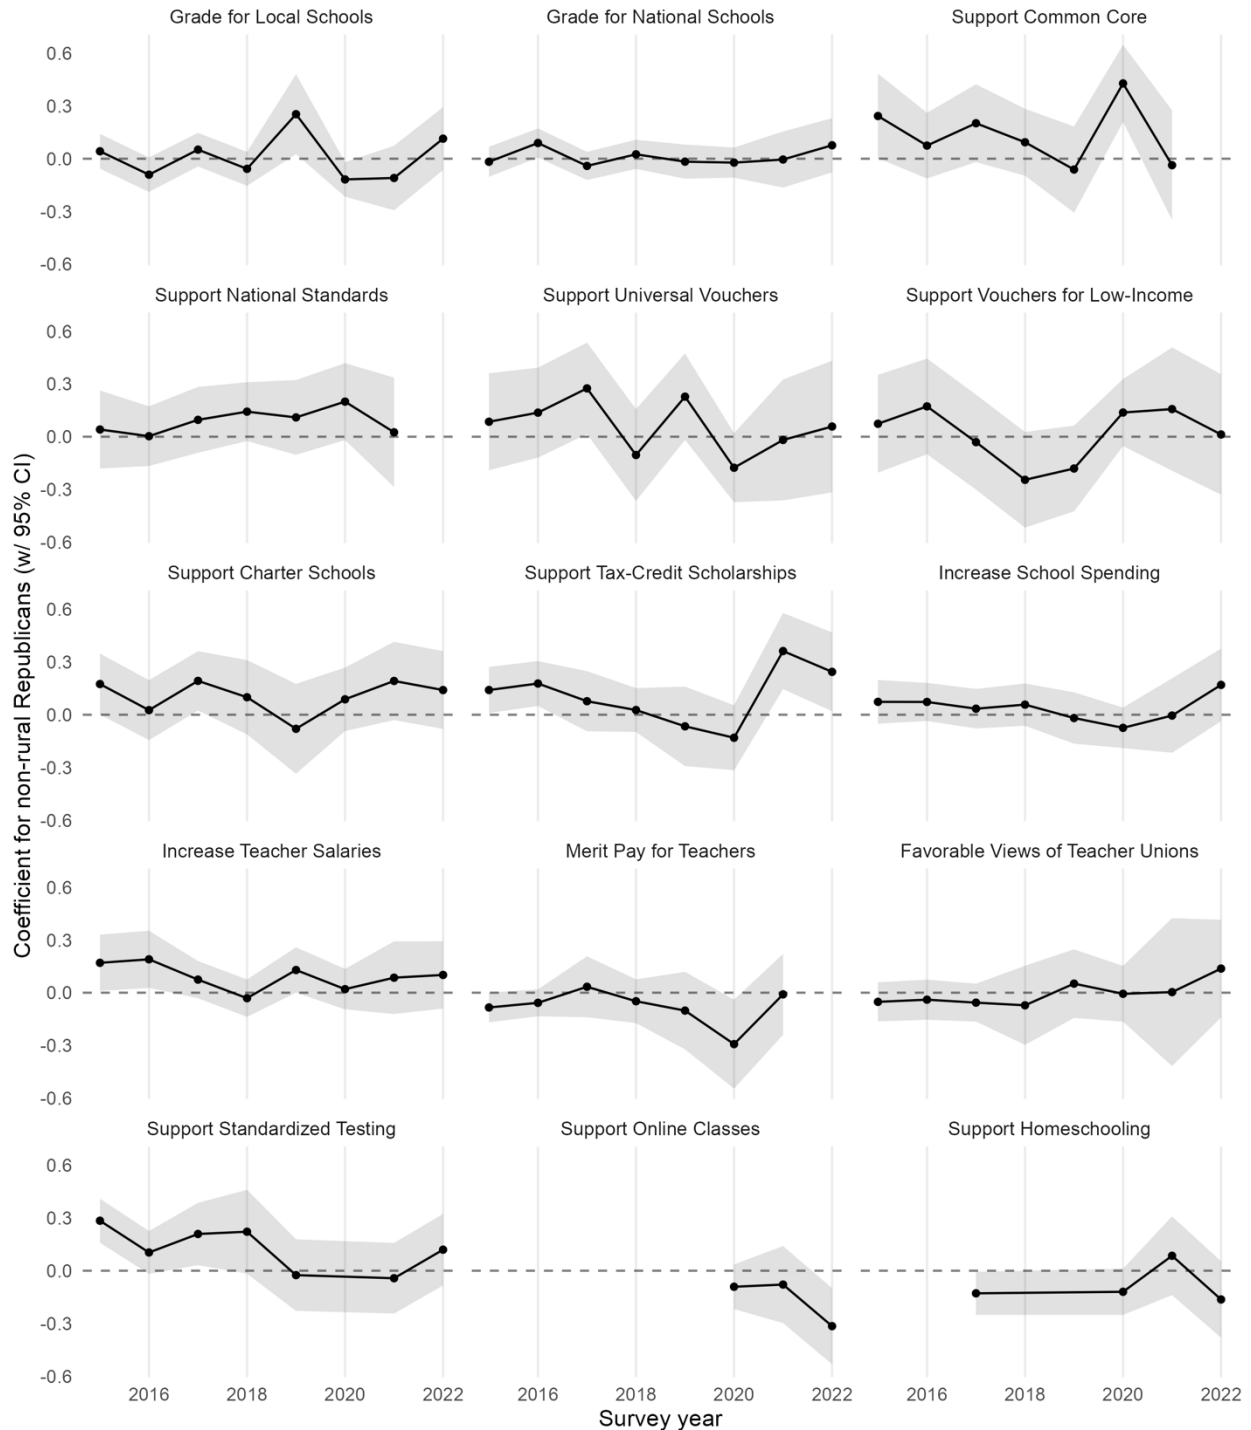 Grade for Local Schools
Grade for National Schools
Support Common Core
0.6
0.3
0.0
-0.3
-0.6
Support National Standards
Support Universal Vouchers
Support Vouchers for Low-Income
0.6
0.3
0.0
-0.3
-0.6
Support Charter Schools
Support Tax-Credit Scholarships
Increase School Spending
0.6
0.3
0.0
-0.3
-0.6
Increase Teacher Salaries
Merit Pay for Teachers
Favorable Views of Teacher Unions
0.6
0.3
0.0
-0.3
-0.6
Support Standardized Testing
Support Online Classes
Support Homeschooling
0.6
0.3
0.0
-0.3
-0.6
2016 2018 2020 2022
2016 2018 2020 2022
2016 2018 2020 2022
Survey year
Coefficient for non-rural Republicans (w/ 95% CI)